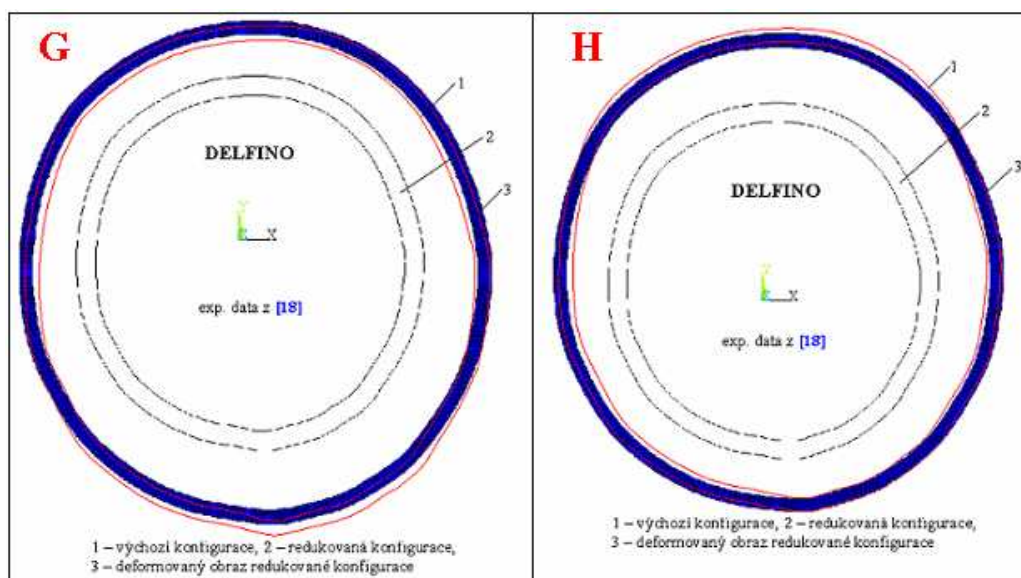 G
1
2
DELFINO
3
Y
Z X
exp. data z [18]
1 – výchozí konfigurace, 2 – redukovaná konfigurace,
3 – deformovaný obraz redukované konfigurace
H
1
2
3
DELFINO
Y
Z X
exp. data z [18]
1 – výchozí konfigurace, 2 – redukovaná konfigurace,
3 – deformovaný obraz redukované konfigurace